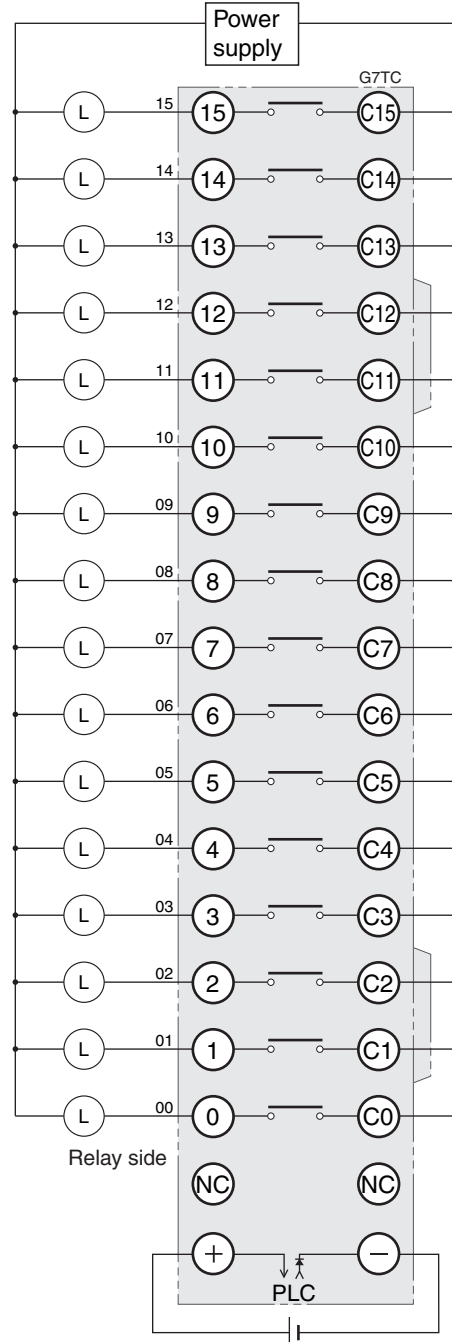 Power
supply
G7TC
L 15 15 C15
L 14 14 C14
L 13 13 C13
L 12 12 C12
L 11 11 C11
L 10 10 C10
L 09 9 C9
L 08 8 C8
L 07 7 C7
L 06 6 C6
L 05 5 C5
L 04 4 C4
L 03 3 C3
L 02 2 C2
L 01 1 C1
L 00 0 C0
Relay side
NC NC
+ −
PLC